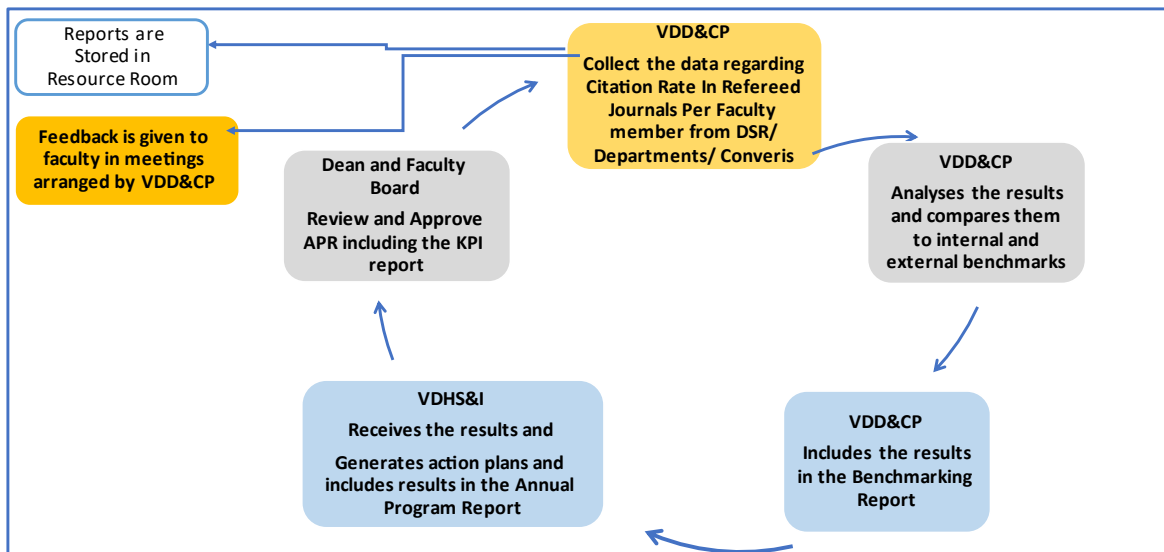 Reports are
Stored in
Resource Room
Feedback is given to
faculty in meetings
arranged by VDD&CP
VDD&CP
Collect the data regarding
Citation Rate In Refereed
Journals Per Faculty
member from DSR/
Departments/ Converis
VDD&CP
Analyses the results
and compares them
to internal and
external benchmarks
VDD&CP
Includes the results
in the Benchmarking
Report
VDHS&I
Receives the results and
Generates action plans and
includes results in the Annual
Program Report
Dean and Faculty
Board
Review and Approve
APR including the KPI
report